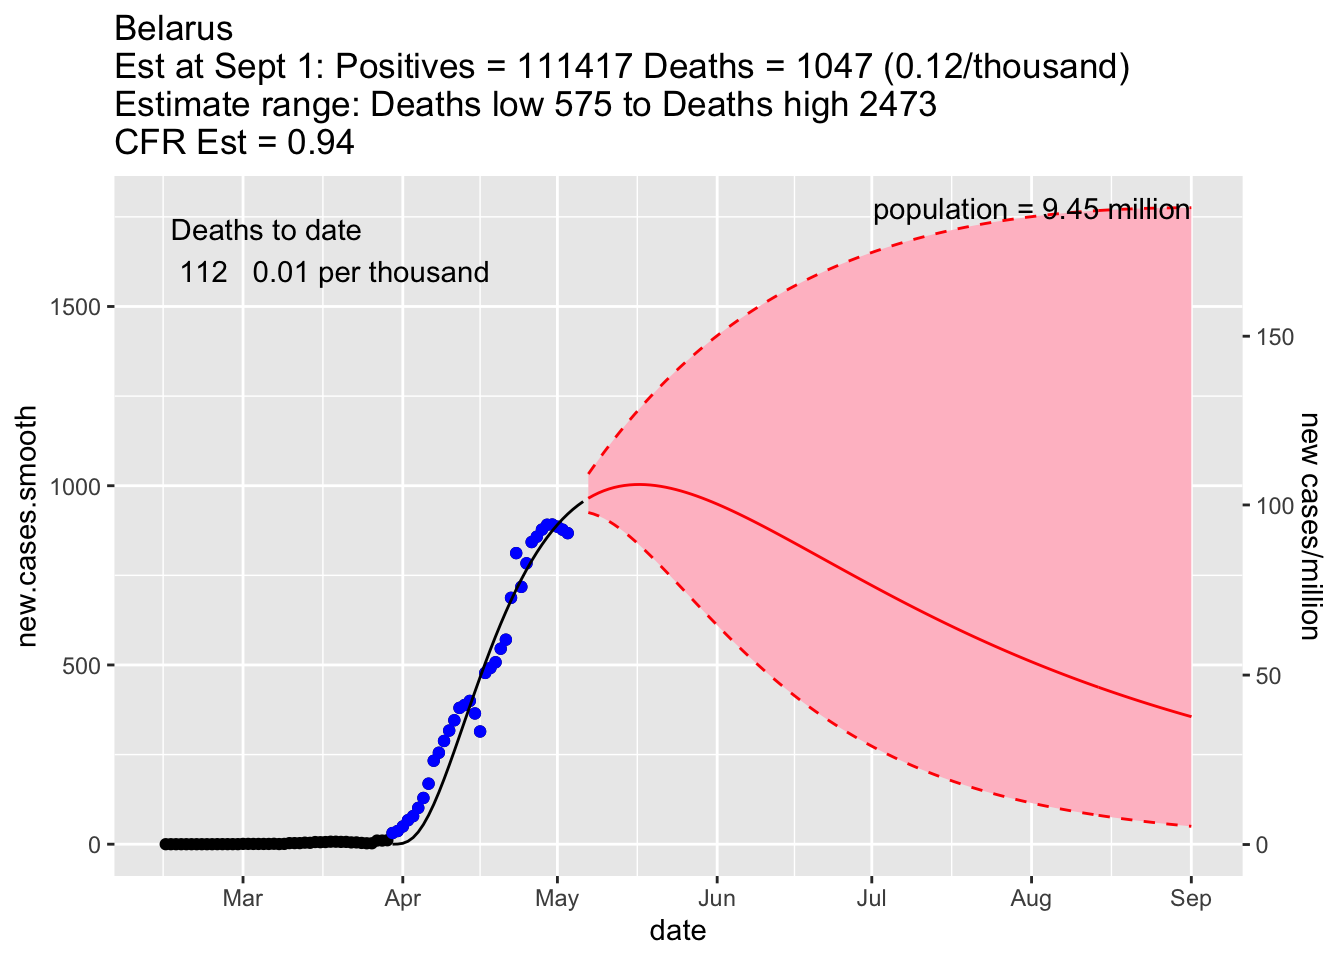 Belarus
Est at Sept 1: Positives = 111417 Deaths = 1047 (0.12/thousand)
Estimate range: Deaths low 575 to Deaths high 2473
CFR Est = 0.94
population = 9.45 million
Deaths to date
112 0.01 per thousand
1500
1000
500
0
new.cases.smooth
150
100
50
0
new cases/million
Mar Apr May Jun Jul Aug Sep
date